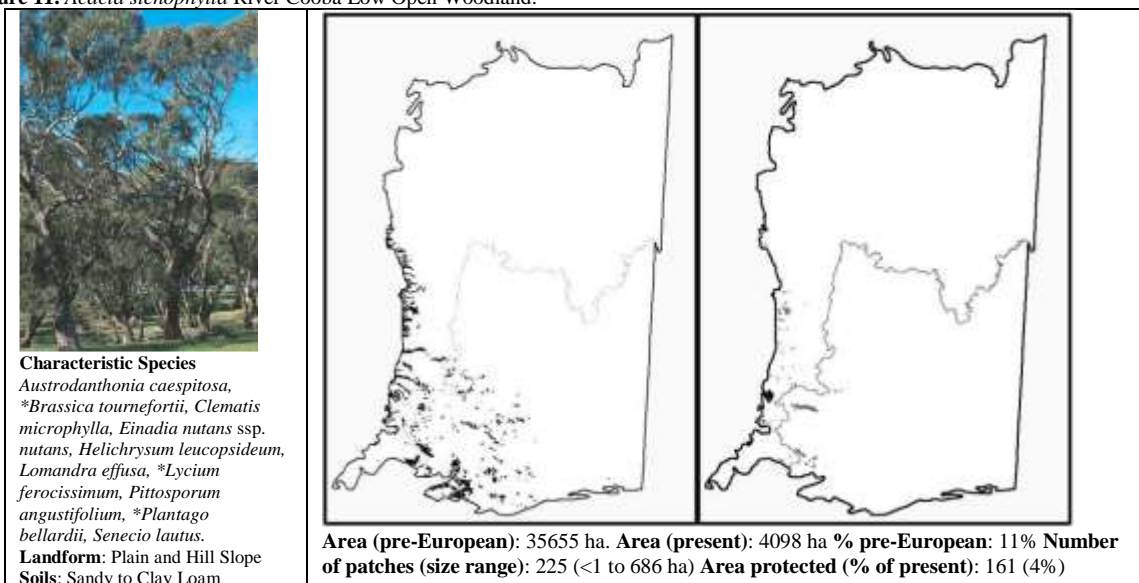 ure 11. Acacia stenophylla River Cooba Low Open Woodland.
Characteristic Species
Austrodanthonia caespitosa,
*Brassica tournefortii, Clematis
microphylla, Einadia nutans ssp.
nutans, Helichrysum leucopsideum,
Lomandra effusa, *Lycium
ferocissimum, Pittosporum
angustifolium, *Plantago
bellardii, Senecio lautus.
Landform: Plain and Hill Slope
Soils: Sandy to Clay Loam
Area (pre-European): 35655 ha. Area (present): 4098 ha % pre-European: 11% Number
of patches (size range): 225 (<1 to 686 ha) Area protected (% of present): 161 (4%)